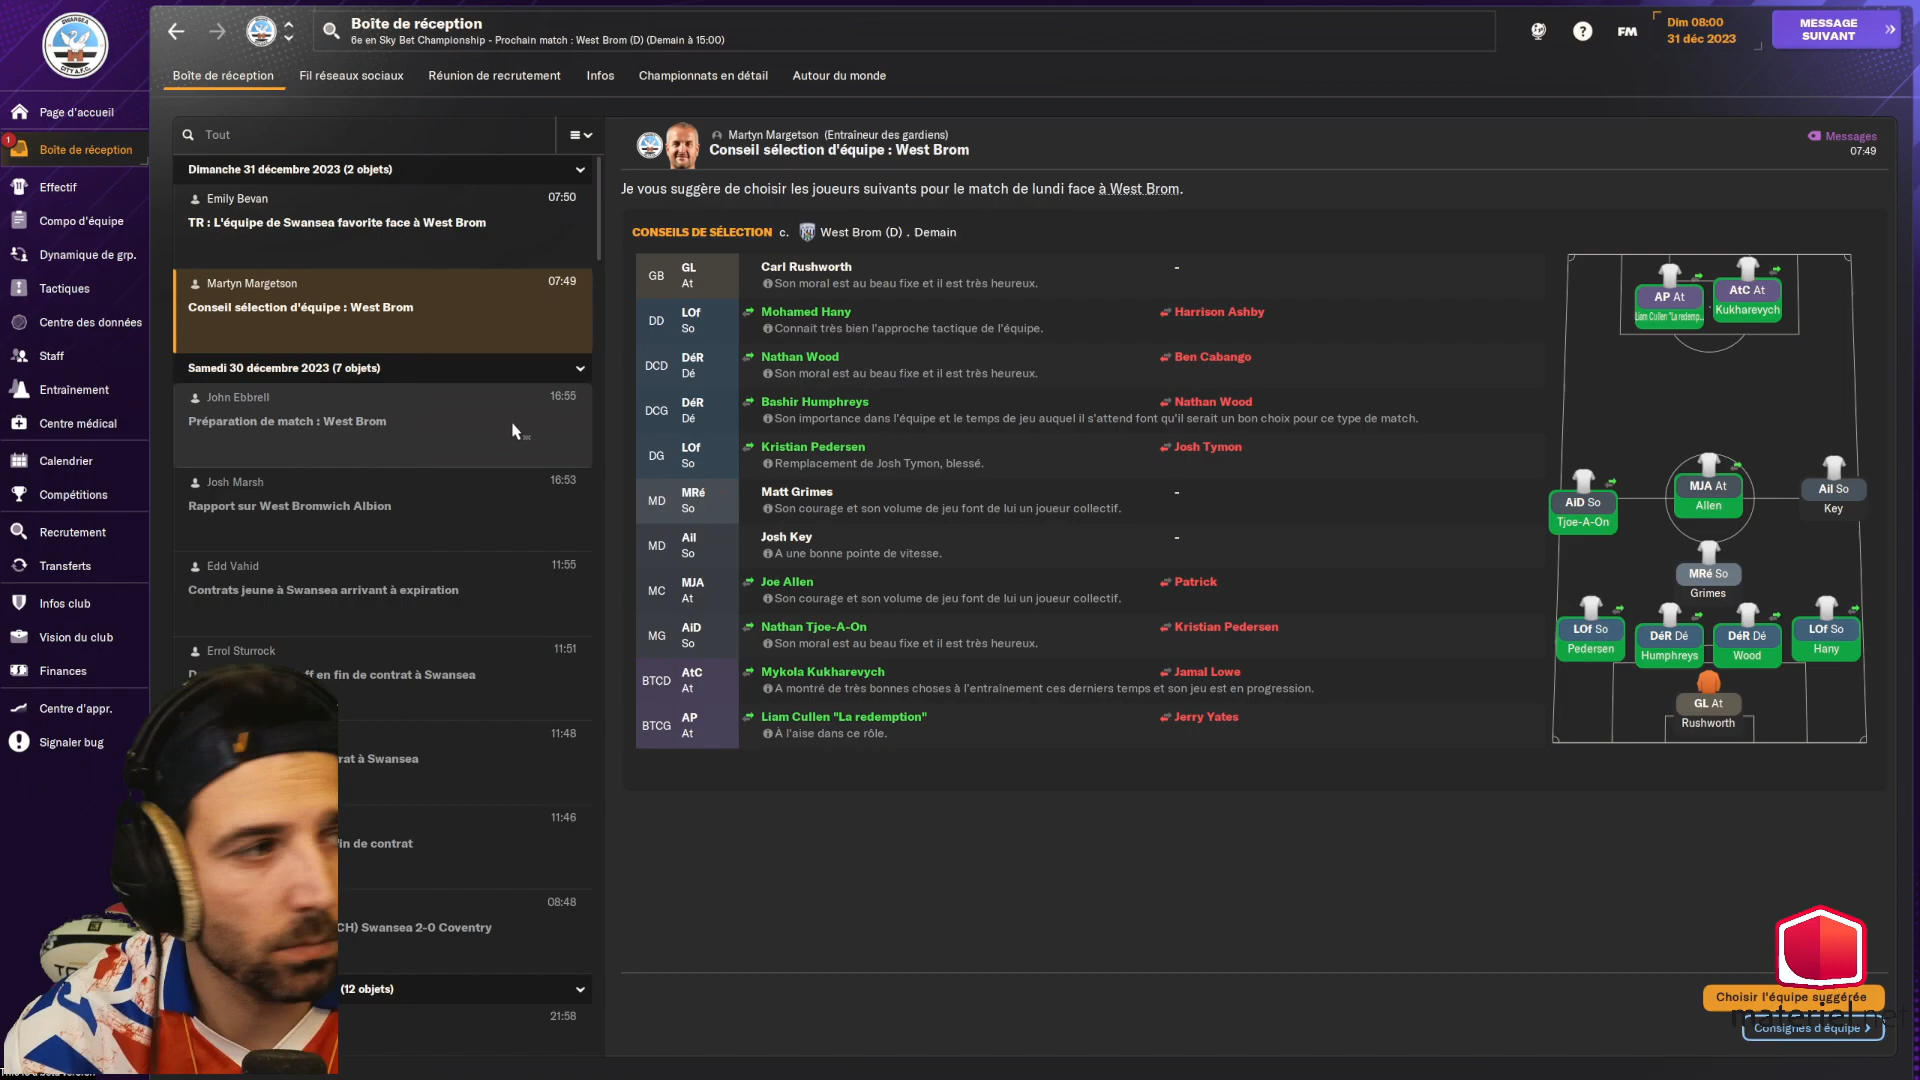 SWANSEA
CITY A.F.C.
Boîte de réception
6e en Sky Bet Championship - Prochain match : West Brom (D) (Demain à 15:00)
FM
Dim 08:00
31 déc 2023
MESSAGE
SUIVANT
Boîte de réception
Fil réseaux sociaux
Réunion de recrutement
Infos
Championnats en détail
Autour du monde
Page d'accueil
1
Boîte de réception
Effectif
Compo d'équipe
Dynamique de grp.
Tactiques
Centre des données
Staff
Entraînement
Centre médical
Calendrier
Compétitions
Recrutement
Transferts
Infos club
Vision du club
Finances
Centre d'appr.
Signaler bug
Tout
Dimanche 31 décembre 2023 (2 objets)
Emily Bevan
07:50
TR : L'équipe de Swansea favorite face à West Brom
Martyn Margetson
07:49
Conseil sélection d'équipe : West Brom
Samedi 30 décembre 2023 (7 objets)
John Ebbrell
16:55
Préparation de match : West Brom
Josh Marsh
16:53
Rapport sur West Bromwich Albion
Edd Vahid
11:55
Contrats jeune à Swansea arrivant à expiration
Errol Sturrock
11:51
ff en fin de contrat à Swansea
11:48
rat à Swansea
11:46
in de contrat
08:48
CH) Swansea 2-0 Coventry
(12 objets)
21:58
Martyn Margetson (Entraîneur des gardiens)
Conseil sélection d'équipe : West Brom
Messages
07:49
Je vous suggère de choisir les joueurs suivants pour le match de lundi face à West Brom.
CONSEILS DE SÉLECTION c. West Brom (D) . Demain
GB GL At Carl Rushworth -
Son moral est au beau fixe et il est très heureux.
DD LOf So Mohamed Hany Harrison Ashby
Connait très bien l'approche tactique de l'équipe.
DCD DéR Dé Nathan Wood Ben Cabango
Son moral est au beau fixe et il est très heureux.
DCG DéR Dé Bashir Humphreys Nathan Wood
Son importance dans l'équipe et le temps de jeu auquel il s'attend font qu'il serait un bon choix pour ce type de match.
DG LOf So Kristian Pedersen Josh Tymon
Remplacement de Josh Tymon, blessé.
MD MRé So Matt Grimes -
Son courage et son volume de jeu font de lui un joueur collectif.
MD Ail So Josh Key -
A une bonne pointe de vitesse.
MC MJA At Joe Allen Patrick
Son courage et son volume de jeu font de lui un joueur collectif.
MG AiD So Nathan Tjoe-A-On Kristian Pedersen
Son moral est au beau fixe et il est très heureux.
BTCD AtC At Mykola Kukharevych Jamal Lowe
A montré de très bonnes choses à l'entraînement ces derniers temps et son jeu est en progression.
BTCG AP At Liam Cullen "La redemption" Jerry Yates
À l'aise dans ce rôle.
AP At
Liam Cullen "La redemp...
AtC At
Kukharevych
AiD So
Tjoe-A-On
MJA At
Allen
Ail So
Key
MRé So
Grimes
LOf So
Pedersen
DéR Dé
Humphreys
DéR Dé
Wood
LOf So
Hany
GL At
Rushworth
Choisir l'équipe suggérée
Consignes d'équipe